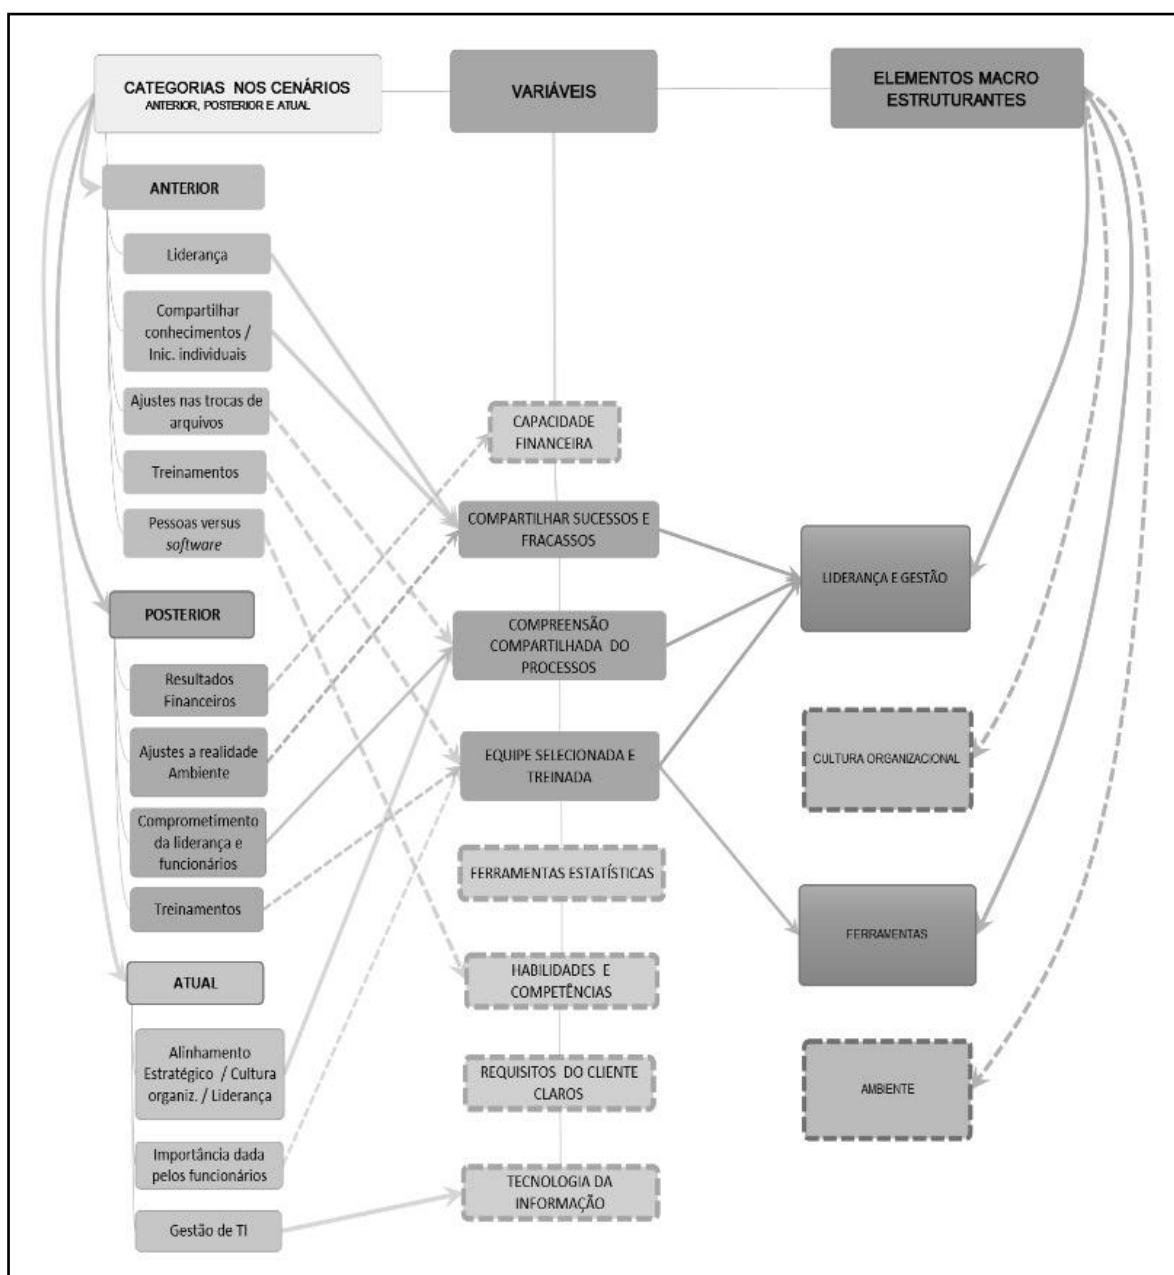 CATEGORIAS NOS CENÁRIOS
ANTERIOR, POSTERIOR E ATUAL
VARIÁVEIS
ELEMENTOS MACRO
ESTRUTURANTES
ANTERIOR
Liderança
Compartilhar
conhecimentos /
Inic. individuais
Ajustes nas trocas de
arquivos
Treinamentos
Pessoas versus
software
POSTERIOR
Resultados
Financeiros
Ajustes a realidade
Ambiente
Comprometimento
da liderança e
funcionários
Treinamentos
ATUAL
Alinhamento
Estratégico / Cultura
organiz. / Liderança
Importância dada
pelos funcionários
Gestão de TI
CAPACIDADE
FINANCEIRA
COMPARTILHAR SUCESSOS E
FRACASSOS
COMPREENSÃO
COMPARTILHADA DO
PROCESSOS
EQUIPE SELECIONADA E
TREINADA
FERRAMENTAS ESTATÍSTICAS
HABILIDADES E
COMPETÊNCIAS
REQUISITOS DO CLIENTE
CLAROS
TECNOLOGIA DA
INFORMAÇÃO
LIDERANÇA E GESTÃO
CULTURA ORGANIZACIONAL
FERRAMENTAS
AMBIENTE